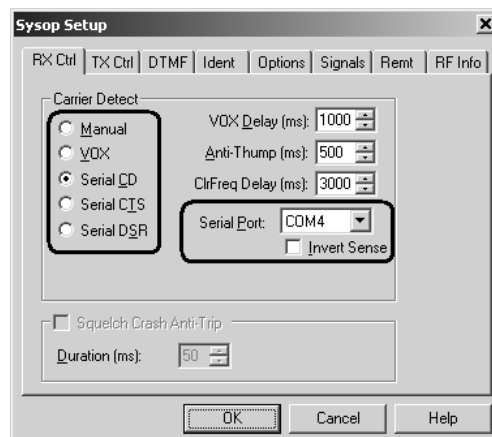 Sysop Setup
RX Ctrl TX Ctrl DTMF Ident Options Signals Remt RF Info
Carrier Detect
Manual
VOX
Serial CD
Serial CTS
Serial DSR
VOX Delay (ms): 1000
Anti-Thump (ms): 500
ClrFreq Delay (ms): 3000
Serial Port: COM4
Invert Sense
Squelch Crash Anti-Trip
Duration (ms): 50
OK Cancel Help